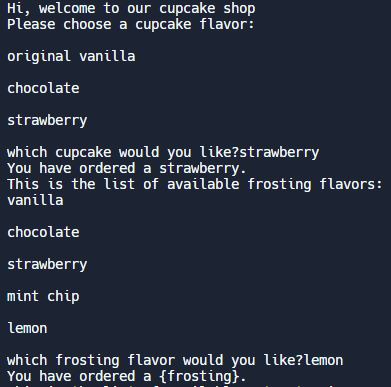 Hi, welcome to our cupcake shop
Please choose a cupcake flavor:
original vanilla
chocolate
strawberry
which cupcake would you like?strawberry
You have ordered a strawberry.
This is the list of available frosting flavors:
vanilla
chocolate
strawberry
mint chip
lemon
which frosting flavor would you like?lemon
You have ordered a {frosting}.